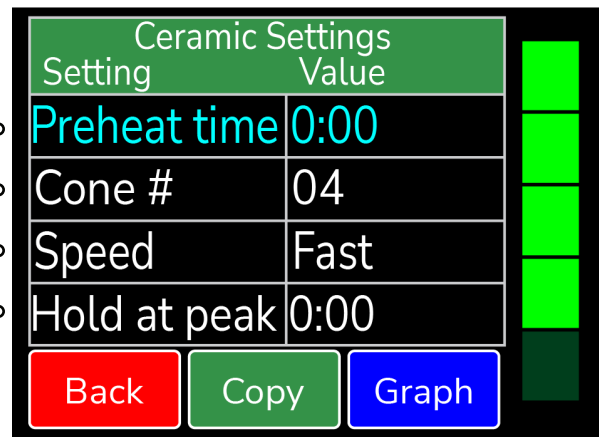 Ceramic Settings
Setting Value
Preheat time 0:00
Cone # 04
Speed Fast
Hold at peak 0:00
Back Copy Graph